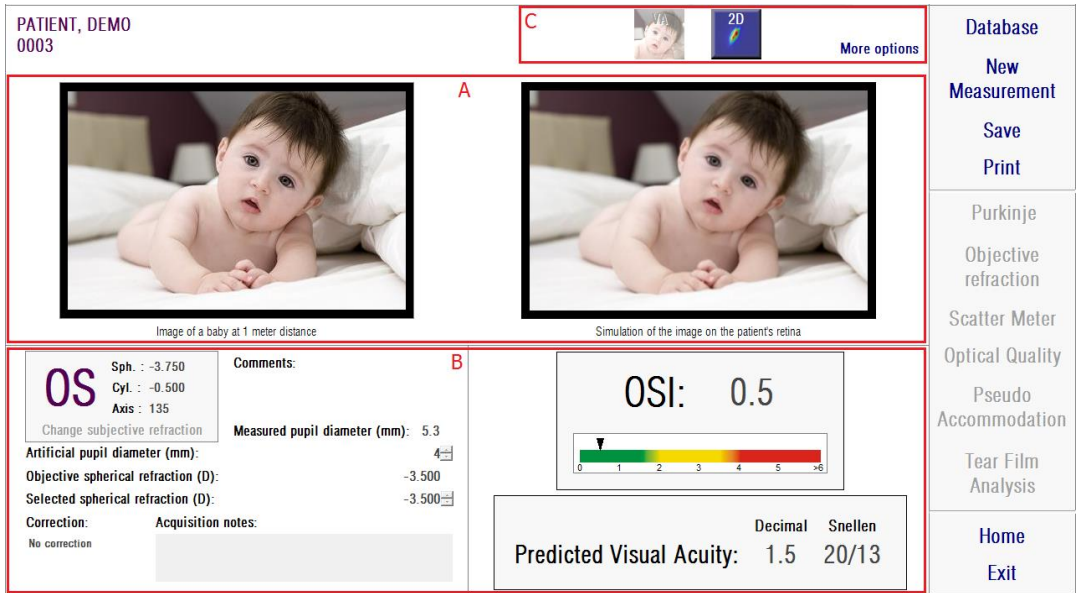 PATIENT, DEMO
0003
C
VA
2D
More options
A
Image of a baby at 1 meter distance
Simulation of the image on the patient's retina
B
OS
Sph. : -3.750
Cyl. : -0.500
Axis : 135
Change subjective refraction
Comments:
Measured pupil diameter (mm): 5.3
Artificial pupil diameter (mm): 4
Objective spherical refraction (D): -3.500
Selected spherical refraction (D): -3.500
Correction: Acquisition notes:
No correction
OSI: 0.5
0 1 2 3 4 5 >6
Decimal Snellen
Predicted Visual Acuity: 1.5 20/13
Database
New
Measurement
Save
Print
Purkinje
Objective
refraction
Scatter Meter
Optical Quality
Pseudo
Accommodation
Tear Film
Analysis
Home
Exit